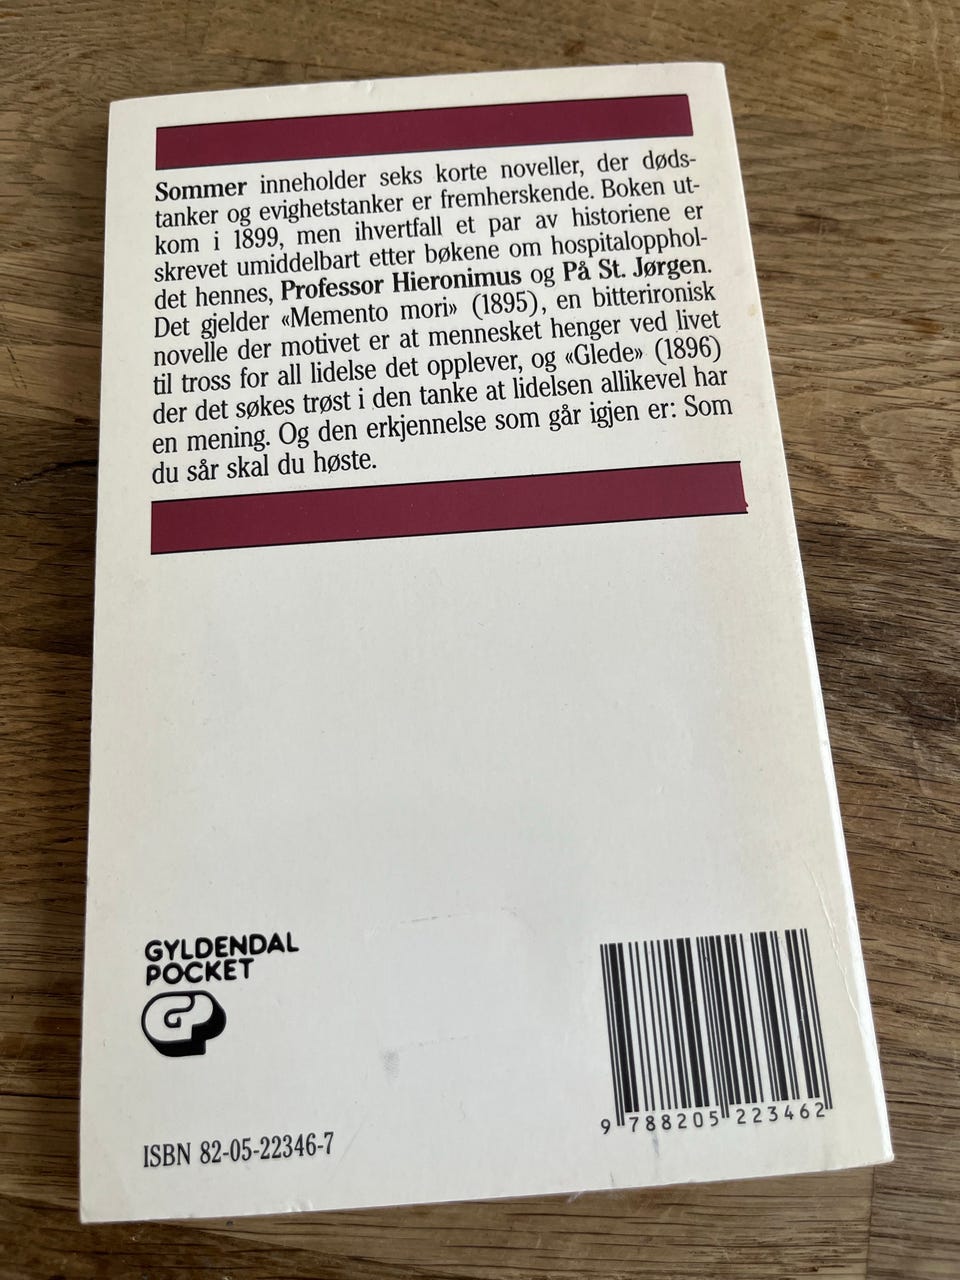 Sommer inneholder seks korte noveller, der døds-
tanker og evighetstanker er fremherskende. Boken ut-
kom i 1899, men ihvertfall et par av historiene er
skrevet umiddelbart etter bøkene om hospitalopphol-
det hennes, Professor Hieronimus og På St. Jørgen.
Det gjelder «Memento mori» (1895), en bitterironisk
novelle der motivet er at mennesket henger ved livet
til tross for all lidelse det opplever, og «Glede» (1896)
der det søkes trøst i den tanke at lidelsen allikevel har
en mening. Og den erkjennelse som går igjen er: Som
du sår skal du høste.
GYLDENDAL
POCKET
GP
ISBN 82-05-22346-7
9 788205 223462